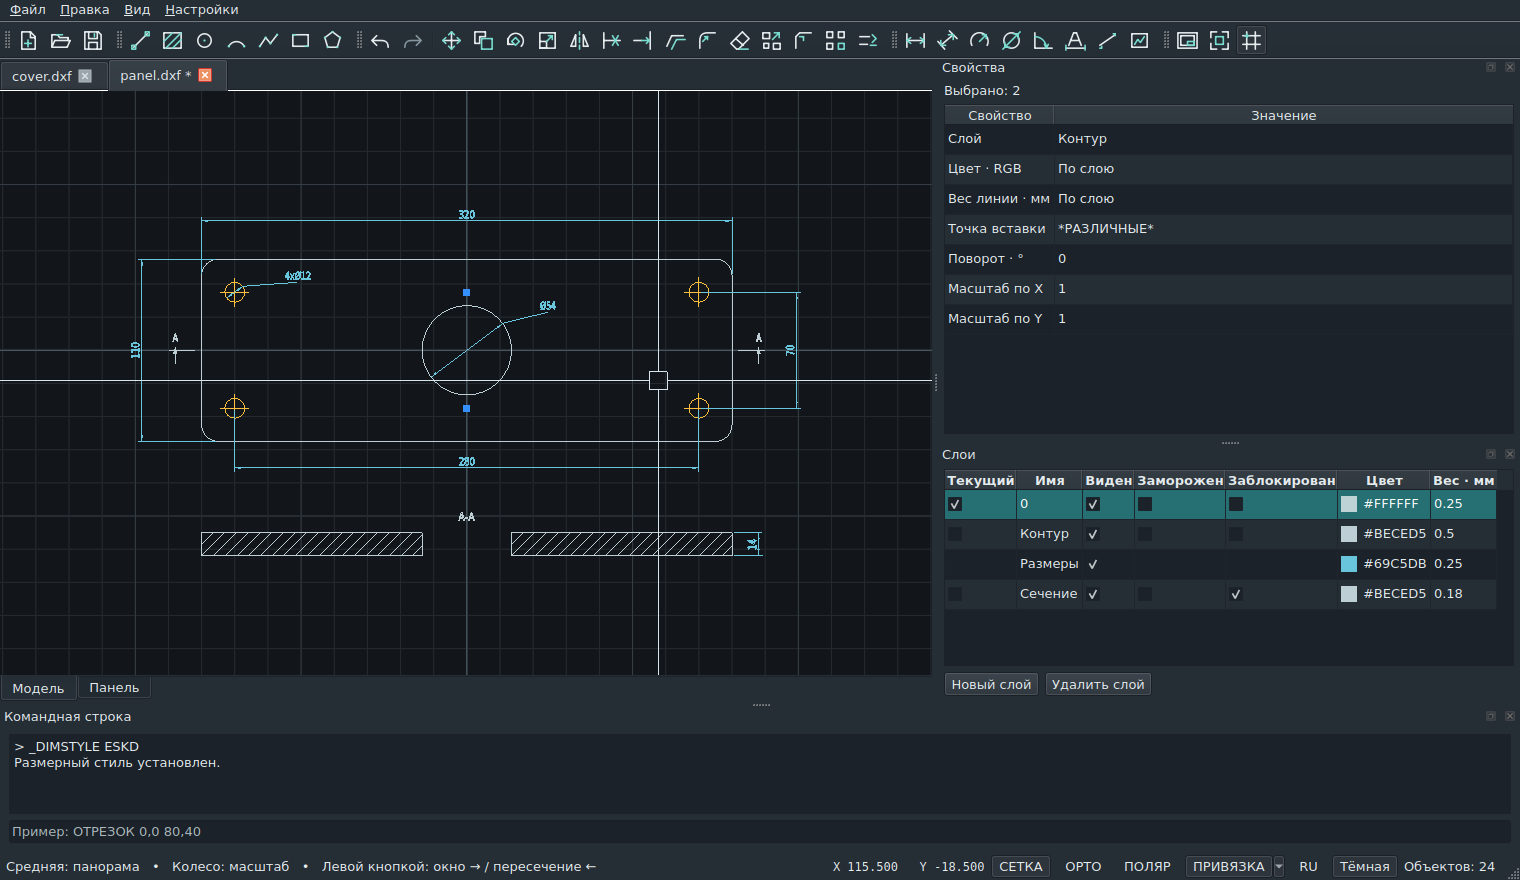 Файл Правка Вид Настройки
cover.dxf panel.dxf *
Свойства
Выбрано: 2
Свойство Значение
Слой Контур
Цвет · RGB По слою
Вес линии · мм По слою
Точка вставки *РАЗЛИЧНЫЕ*
Поворот · ° 0
Масштаб по X 1
Масштаб по Y 1
320
4xØ12
Ø54
A A
110
70
280
A-A
14
Слои
Текущий Имя Виден Заморожен Заблокирован Цвет Вес · мм
0 #FFFFFF 0.25
Контур #BECED5 0.5
Размеры #69C5DB 0.25
Сечение #BECED5 0.18
Новый слой Удалить слой
Модель Панель
Командная строка
> _DIMSTYLE ESKD
Размерный стиль установлен.
Пример: ОТРЕЗОК 0,0 80,40
Средняя: панорама • Колесо: масштаб • Левой кнопкой: окно → / пересечение ← X 115.500 Y -18.500 СЕТКА ОРТО ПОЛЯР ПРИВЯЗКА RU Тёмная Объектов: 24